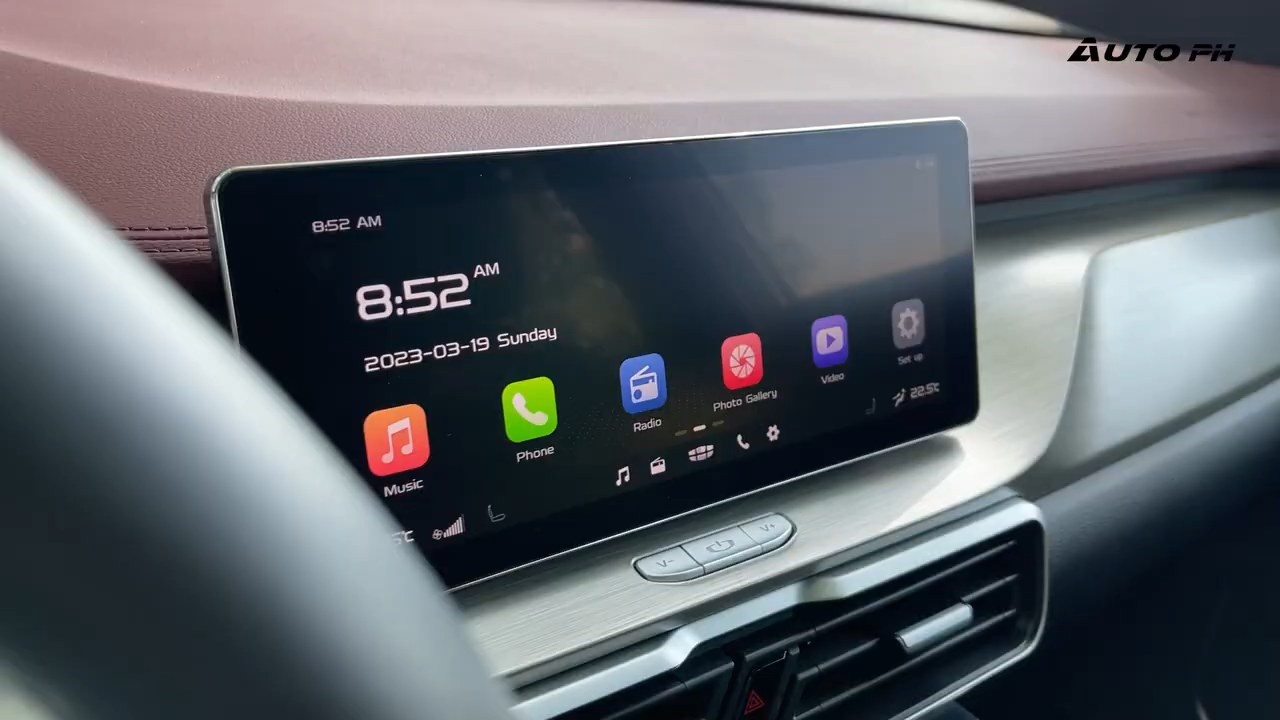 AUTO PH
8:52 AM
8:52 AM
2023-03-19 Sunday
Music
Phone
Radio
Photo Gallery
Video
Set up
22.5°C
5°C
V-
V+